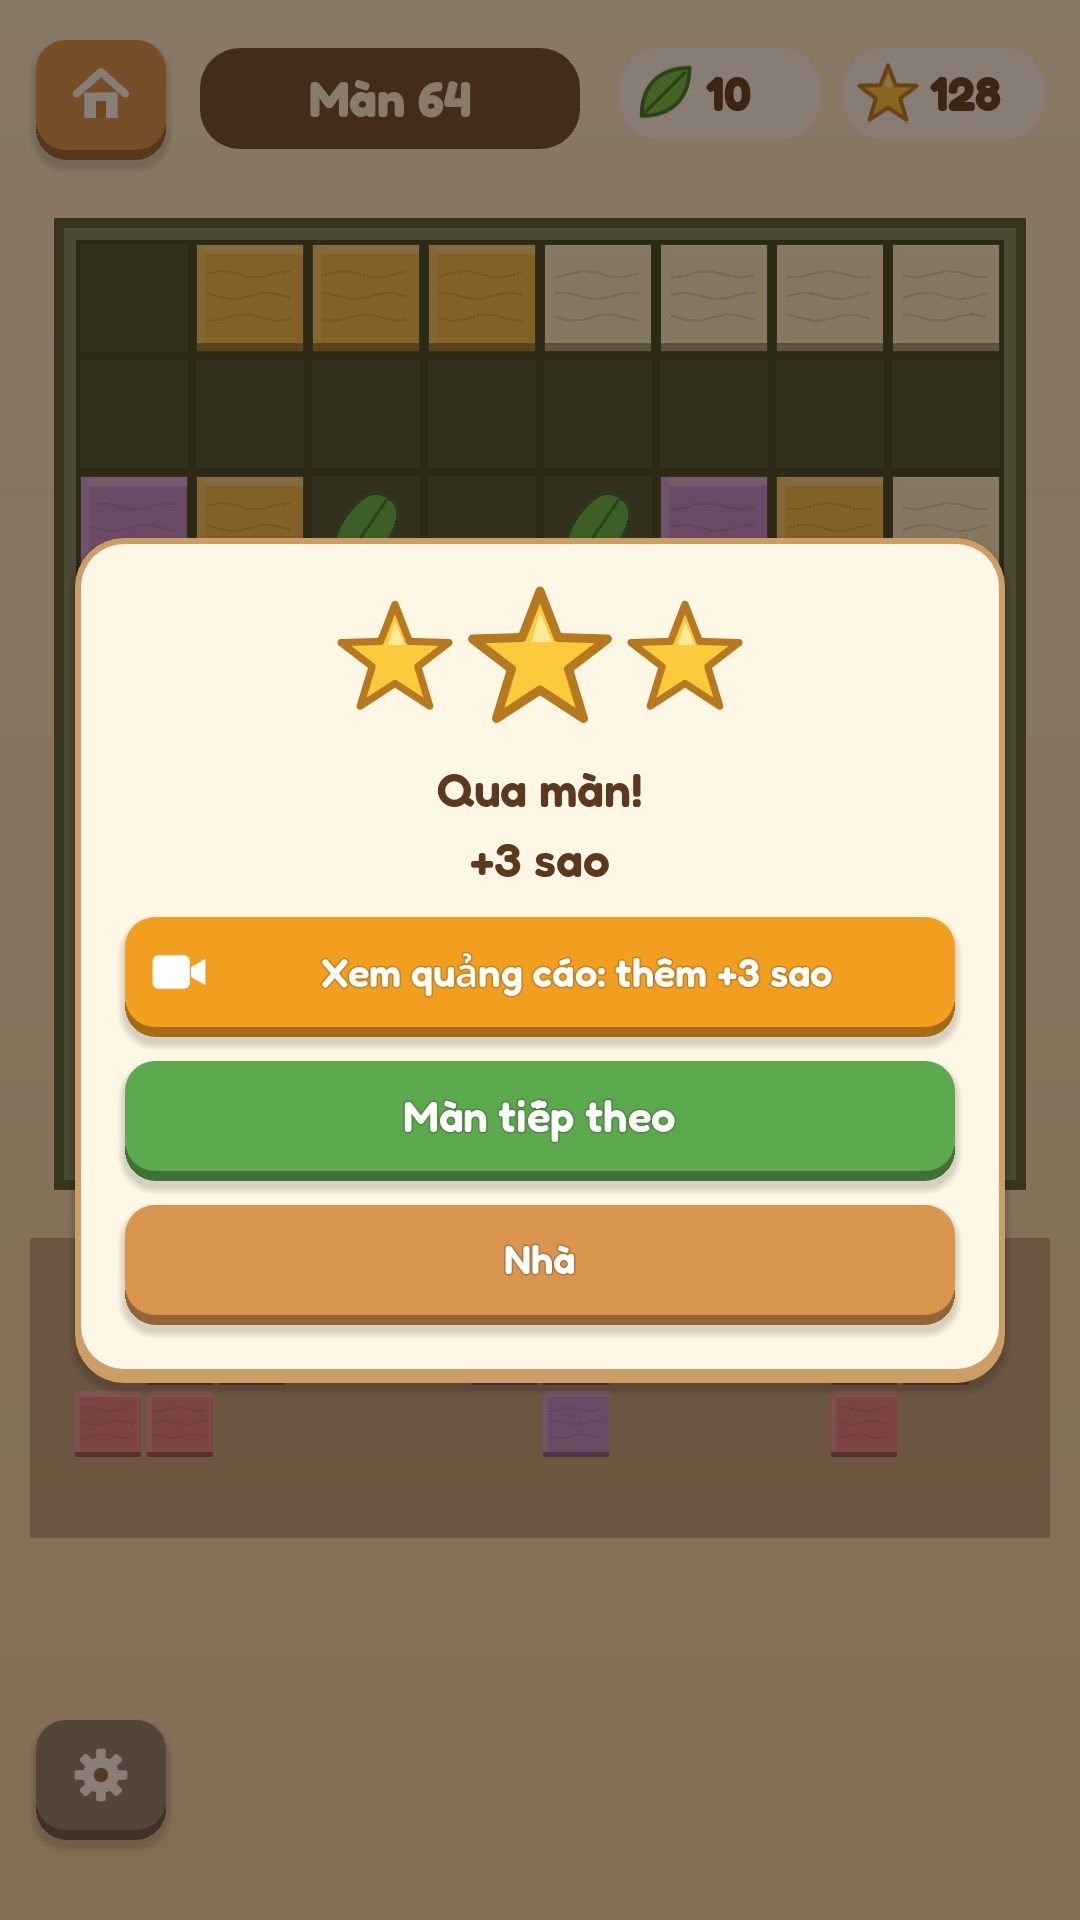 Màn 64
10
128
Qua màn!
+3 sao
Xem quảng cáo: thêm +3 sao
Màn tiếp theo
Nhà